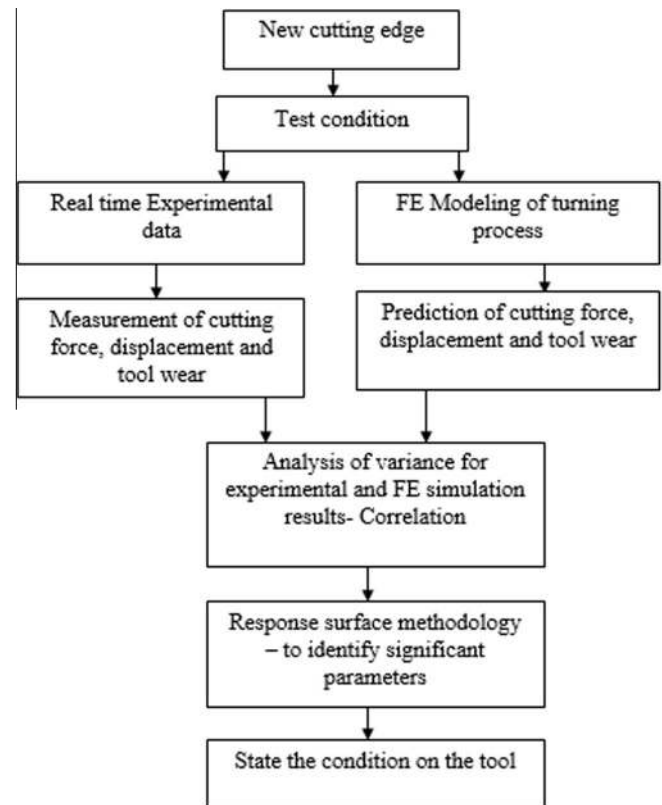 New cutting edge
Test condition
Real time Experimental
data
FE Modeling of turning
process
Measurement of cutting
force, displacement and
tool wear
Prediction of cutting force,
displacement and tool wear
Analysis of variance for
experimental and FE simulation
results- Correlation
Response surface methodology
– to identify significant
parameters
State the condition on the tool